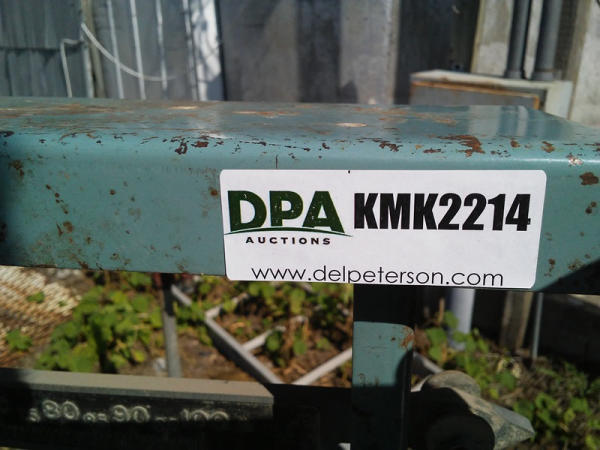 DPA
AUCTIONS
KMK2214
www.delpeterson.com
80 90 100